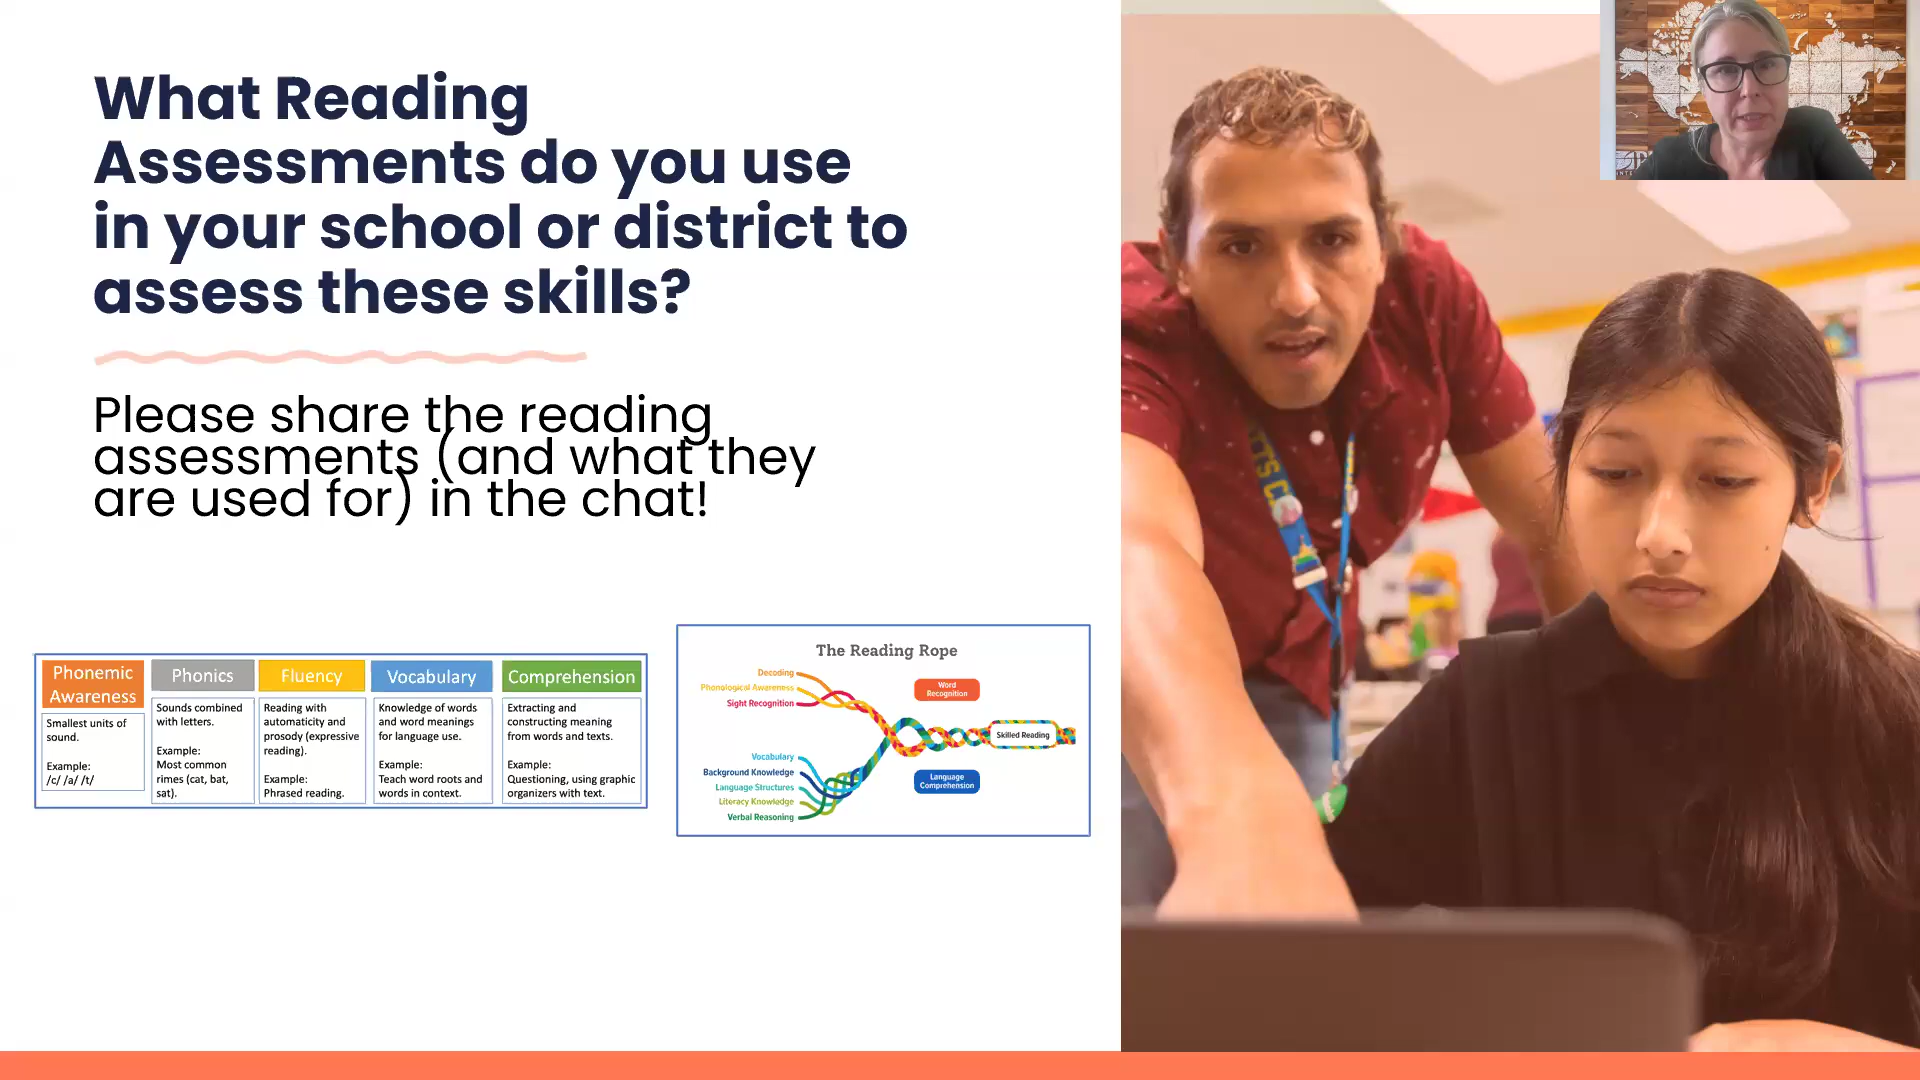 What Reading
Assessments do you use
in your school or district to
assess these skills?
Please share the reading
assessments (and what they
are used for) in the chat!
Phonemic
Awareness
Smallest units of
sound.
Example:
/c/ /a/ /t/
Phonics
Sounds combined
with letters.
Example:
Most common
rimes (cat, bat,
sat).
Fluency
Reading with
automaticity and
prosody (expressive
reading).
Example:
Phrased reading.
Vocabulary
Knowledge of words
and word meanings
for language use.
Example:
Teach word roots and
words in context.
Comprehension
Extracting and
constructing meaning
from words and texts.
Example:
Questioning, using graphic
organizers with text.
The Reading Rope
Decoding
Phonological Awareness
Sight Recognition
Word
Recognition
Skilled Reading
Vocabulary
Background Knowledge
Language Structures
Literacy Knowledge
Verbal Reasoning
Language
Comprehension